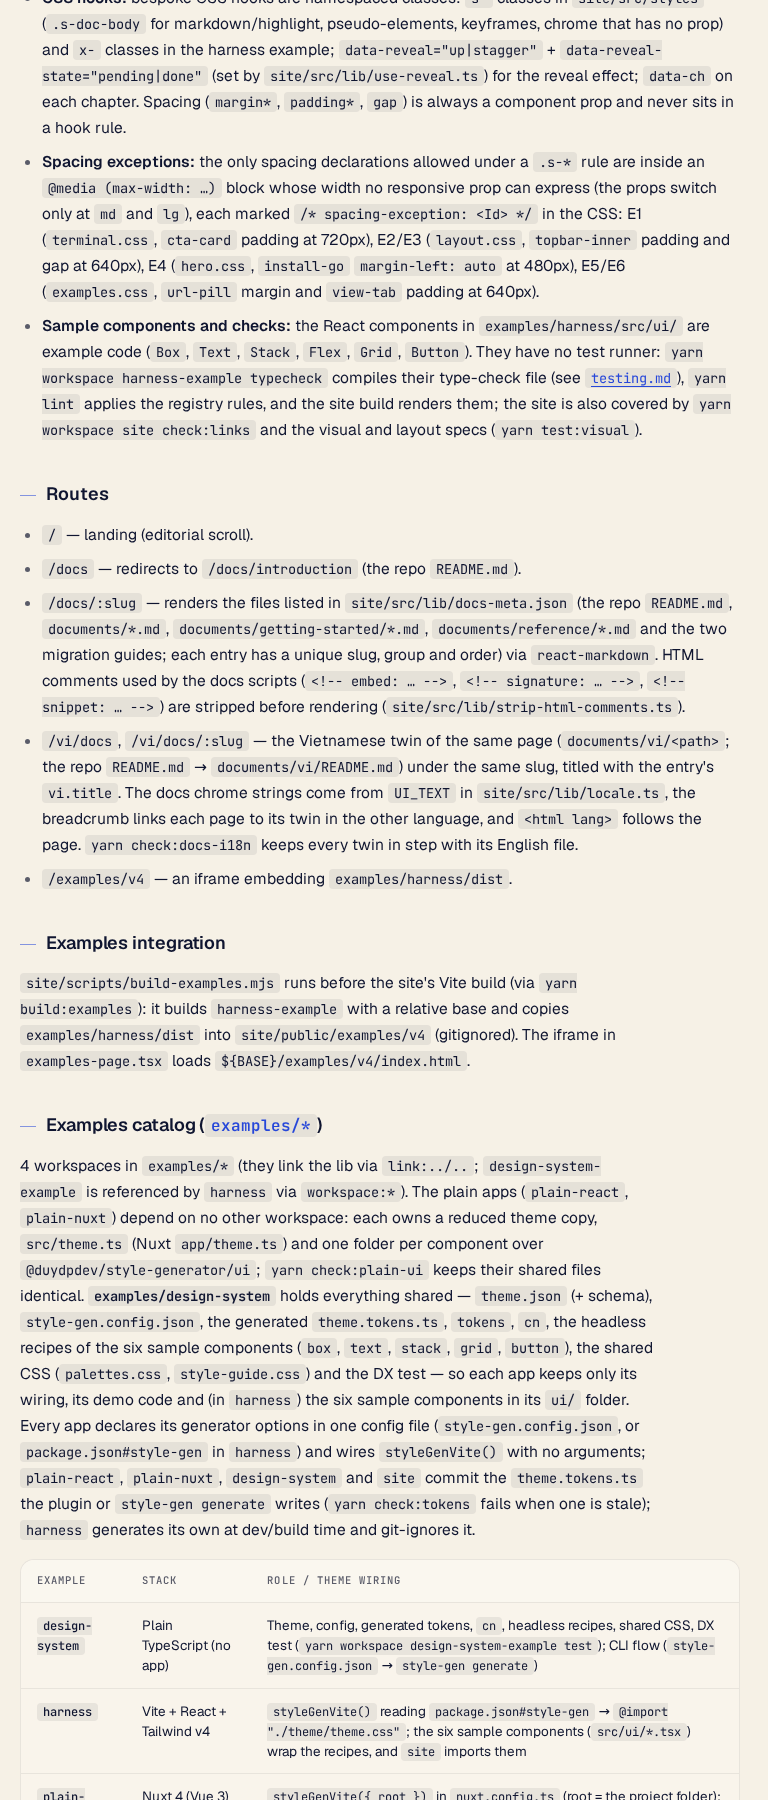 (.s-doc-body for markdown/highlight, pseudo-elements, keyframes, chrome that has no prop)
and x- classes in the harness example; data-reveal="up|stagger" + data-reveal-
state="pending|done" (set by site/src/lib/use-reveal.ts) for the reveal effect; data-ch on
each chapter. Spacing (margin*, padding*, gap) is always a component prop and never sits in
a hook rule.
Spacing exceptions: the only spacing declarations allowed under a .s-* rule are inside an
@media (max-width: …) block whose width no responsive prop can express (the props switch
only at md and lg), each marked /* spacing-exception: <Id> */ in the CSS: E1
(terminal.css, cta-card padding at 720px), E2/E3 (layout.css, topbar-inner padding and
gap at 640px), E4 (hero.css, install-go margin-left: auto at 480px), E5/E6
(examples.css, url-pill margin and view-tab padding at 640px).
Sample components and checks: the React components in examples/harness/src/ui/ are
example code (Box, Text, Stack, Flex, Grid, Button). They have no test runner: yarn
workspace harness-example typecheck compiles their type-check file (see testing.md), yarn
lint applies the registry rules, and the site build renders them; the site is also covered by yarn
workspace site check:links and the visual and layout specs (yarn test:visual).
— Routes
/ — landing (editorial scroll).
/docs — redirects to /docs/introduction (the repo README.md).
/docs/:slug — renders the files listed in site/src/lib/docs-meta.json (the repo README.md,
documents/*.md, documents/getting-started/*.md, documents/reference/*.md and the two
migration guides; each entry has a unique slug, group and order) via react-markdown. HTML
comments used by the docs scripts (<!-- embed: … -->, <!-- signature: … -->, <!--
snippet: … -->) are stripped before rendering (site/src/lib/strip-html-comments.ts).
/vi/docs, /vi/docs/:slug — the Vietnamese twin of the same page (documents/vi/<path>;
the repo README.md → documents/vi/README.md) under the same slug, titled with the entry's
vi.title. The docs chrome strings come from UI_TEXT in site/src/lib/locale.ts, the
breadcrumb links each page to its twin in the other language, and <html lang> follows the
page. yarn check:docs-i18n keeps every twin in step with its English file.
/examples/v4 — an iframe embedding examples/harness/dist.
— Examples integration
site/scripts/build-examples.mjs runs before the site's Vite build (via yarn
build:examples): it builds harness-example with a relative base and copies
examples/harness/dist into site/public/examples/v4 (gitignored). The iframe in
examples-page.tsx loads ${BASE}/examples/v4/index.html.
— Examples catalog (examples/*)
4 workspaces in examples/* (they link the lib via link:../..; design-system-
example is referenced by harness via workspace:*). The plain apps (plain-react,
plain-nuxt) depend on no other workspace: each owns a reduced theme copy,
src/theme.ts (Nuxt app/theme.ts) and one folder per component over
@duydpdev/style-generator/ui; yarn check:plain-ui keeps their shared files
identical. examples/design-system holds everything shared — theme.json (+ schema),
style-gen.config.json, the generated theme.tokens.ts, tokens, cn, the headless
recipes of the six sample components (box, text, stack, grid, button), the shared
CSS (palettes.css, style-guide.css) and the DX test — so each app keeps only its
wiring, its demo code and (in harness) the six sample components in its ui/ folder.
Every app declares its generator options in one config file (style-gen.config.json, or
package.json#style-gen in harness) and wires styleGenVite() with no arguments;
plain-react, plain-nuxt, design-system and site commit the theme.tokens.ts
the plugin or style-gen generate writes (yarn check:tokens fails when one is stale);
harness generates its own at dev/build time and git-ignores it.
EXAMPLE STACK ROLE / THEME WIRING
design- Plain Theme, config, generated tokens, cn, headless recipes, shared CSS, DX
system TypeScript (no test (yarn workspace design-system-example test); CLI flow (style-
app) gen.config.json → style-gen generate)
harness Vite + React + styleGenVite() reading package.json#style-gen → @import
Tailwind v4 "./theme/theme.css"; the six sample components (src/ui/*.tsx)
wrap the recipes, and site imports them
plain- Nuxt 4 (Vue 3) styleGenVite({ root }) in nuxt.config.ts (root = the project folder);